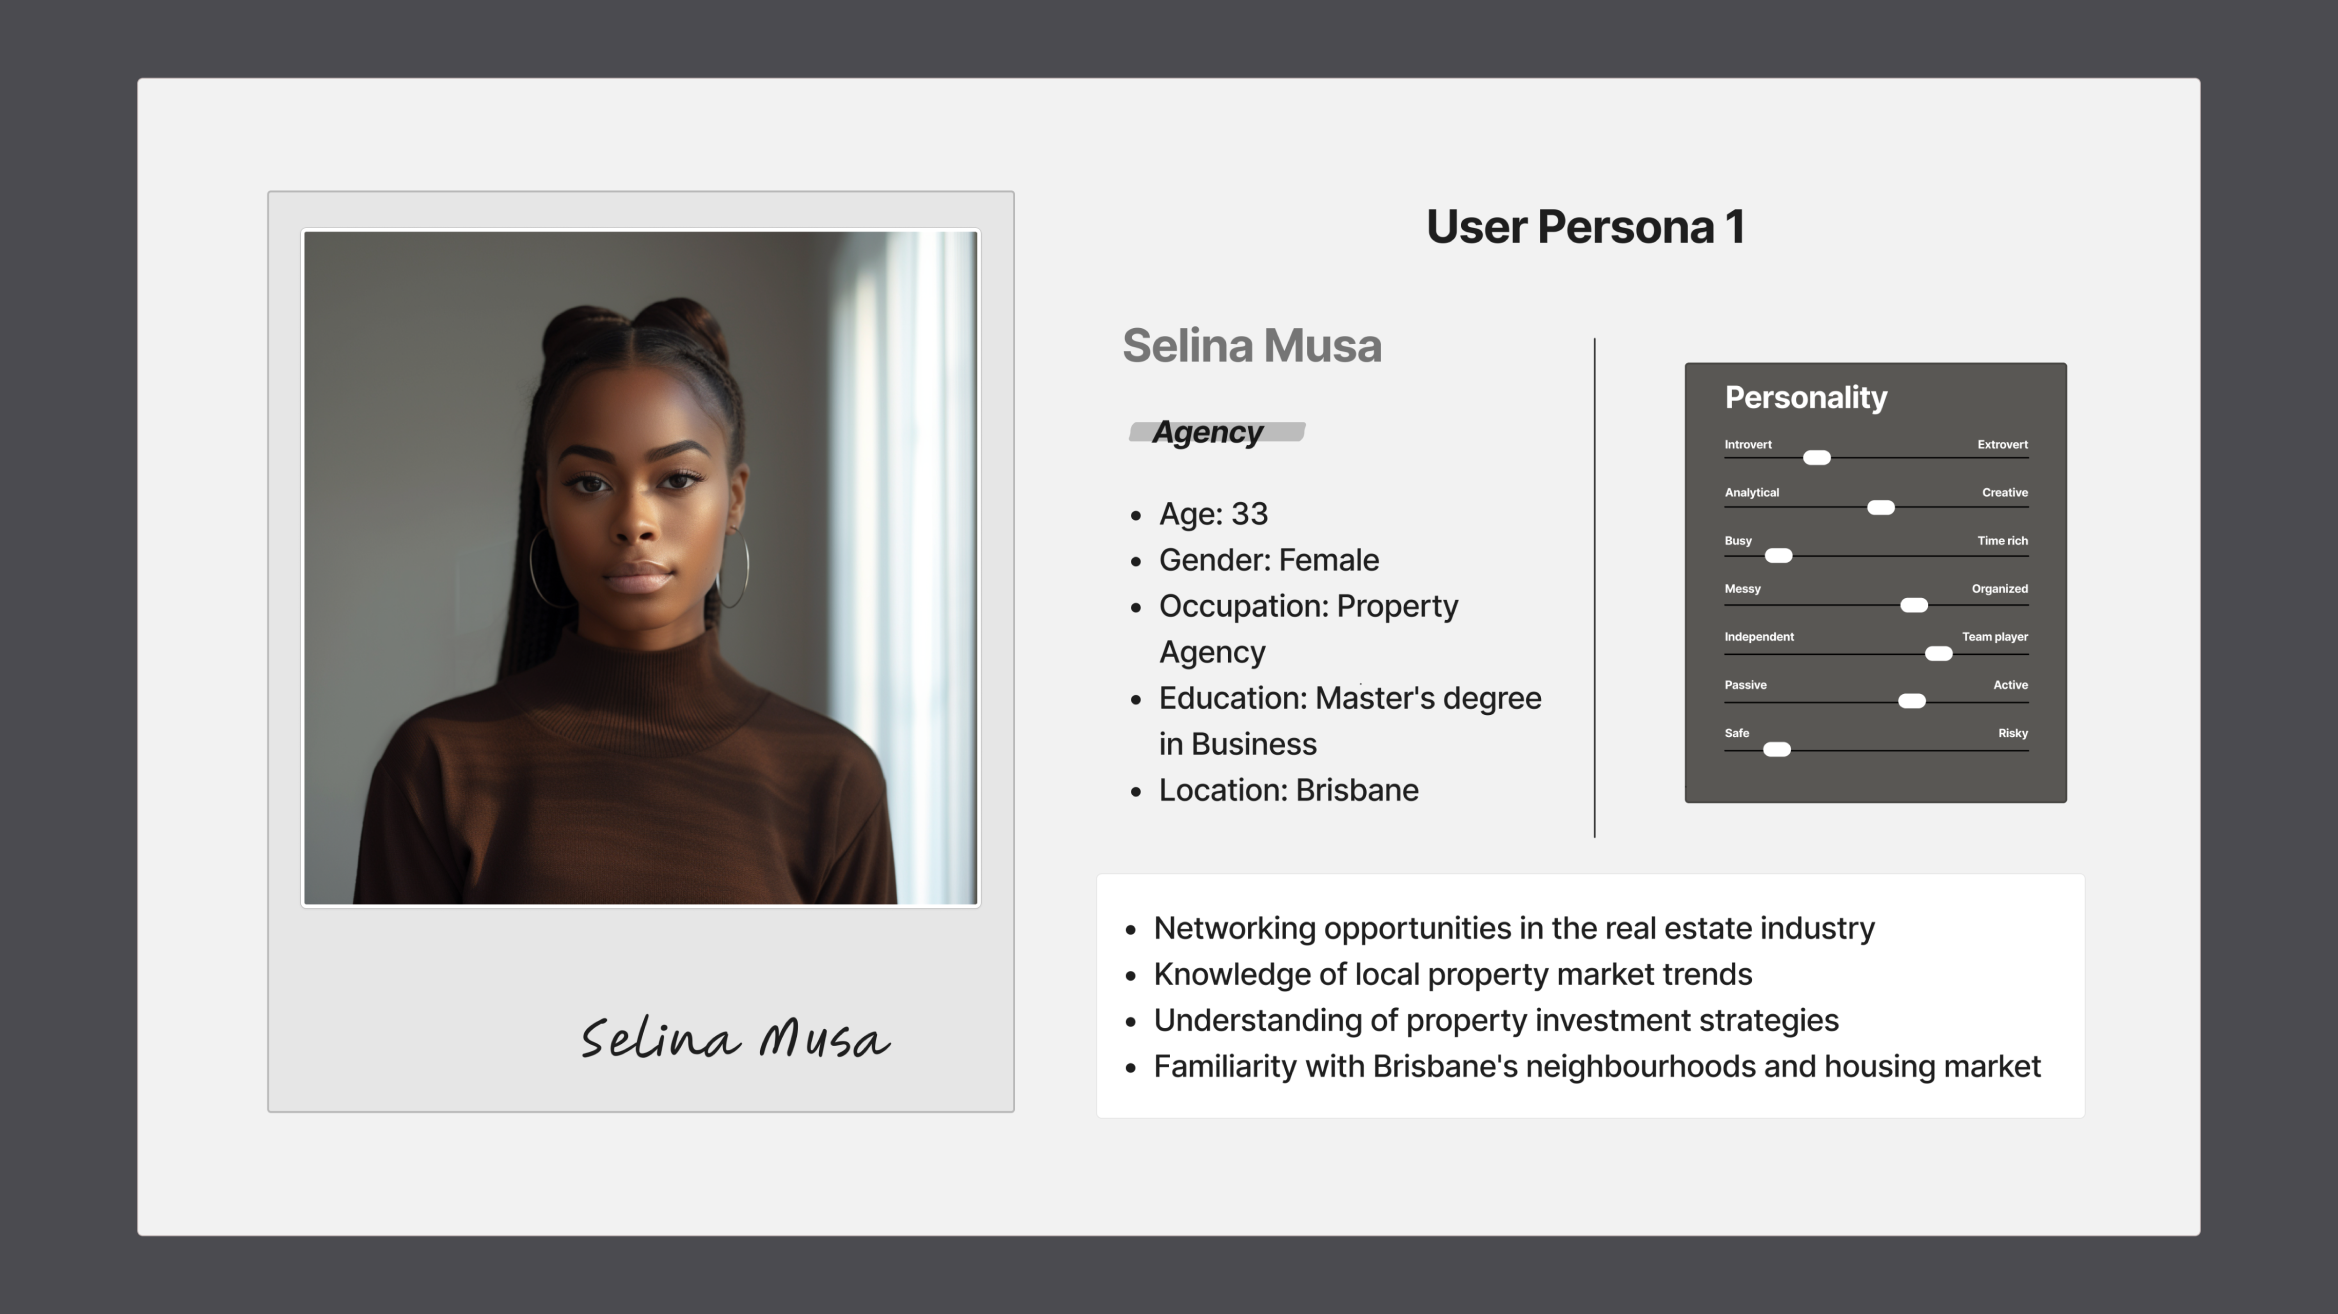 User Persona 1
Selina Musa
Agency
• Age: 33
• Gender: Female
• Occupation: Property
Agency
• Education: Master's degree
in Business
• Location: Brisbane
Personality
Introvert Extrovert
Analytical Creative
Busy Time rich
Messy Organized
Independent Team player
Passive Active
Safe Risky
• Networking opportunities in the real estate industry
• Knowledge of local property market trends
• Understanding of property investment strategies
• Familiarity with Brisbane's neighbourhoods and housing market
Selina Musa